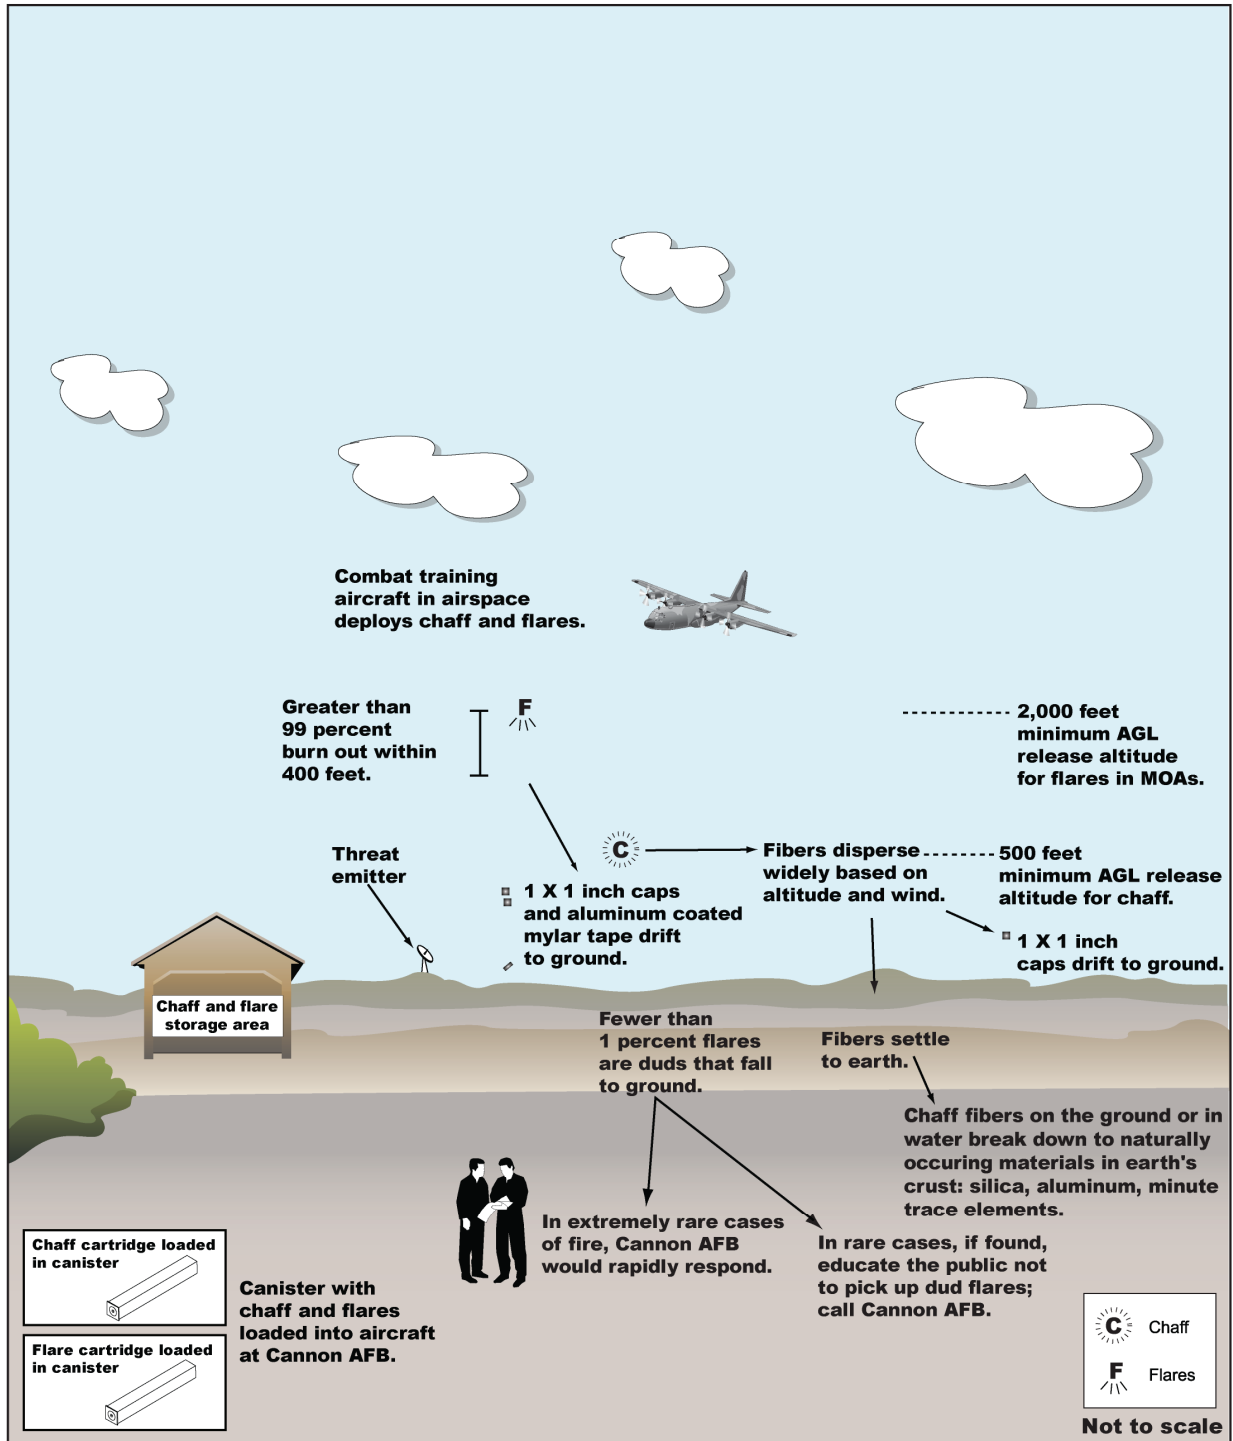 Combat training
aircraft in airspace
deploys chaff and flares.
Greater than
99 percent
burn out within
400 feet.
F
2,000 feet
minimum AGL
release altitude
for flares in MOAs.
Threat
emitter
C
Fibers disperse
widely based on
altitude and wind.
500 feet
minimum AGL release
altitude for chaff.
1 X 1 inch caps
and aluminum coated
mylar tape drift
to ground.
1 X 1 inch
caps drift to ground.
Chaff and flare
storage area
Fewer than
1 percent flares
are duds that fall
to ground.
Fibers settle
to earth.
Chaff fibers on the ground or in
water break down to naturally
occuring materials in earth's
crust: silica, aluminum, minute
trace elements.
In extremely rare cases
of fire, Cannon AFB
would rapidly respond.
In rare cases, if found,
educate the public not
to pick up dud flares;
call Cannon AFB.
Chaff cartridge loaded
in canister
Flare cartridge loaded
in canister
Canister with
chaff and flares
loaded into aircraft
at Cannon AFB.
C Chaff
F Flares
Not to scale